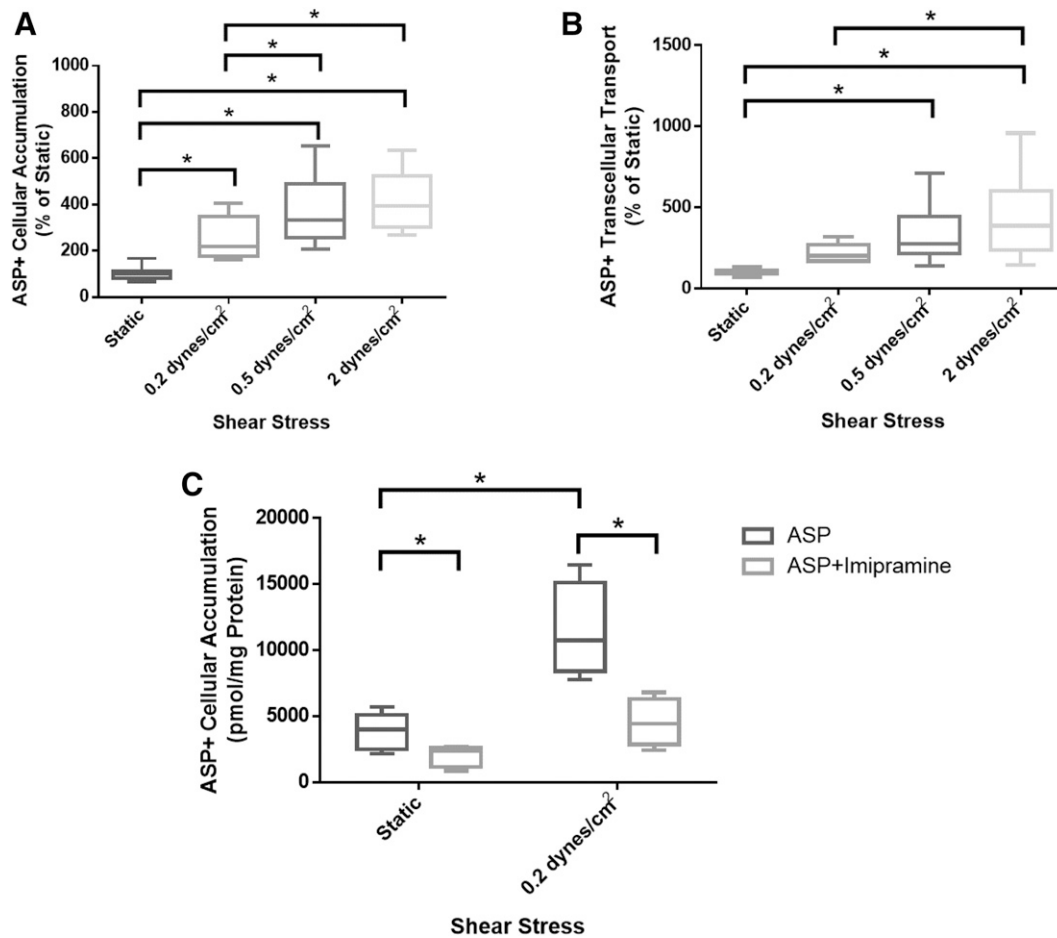 A
ASP+ Cellular Accumulation
(% of Static)
1000
800
600
400
200
0
*
*
*
*
*
Static
0.2 dynes/cm²
0.5 dynes/cm²
2 dynes/cm²
Shear Stress
B
ASP+ Transcellular Transport
(% of Static)
1500
1000
500
0
*
*
*
Static
0.2 dynes/cm²
0.5 dynes/cm²
2 dynes/cm²
Shear Stress
C
ASP+ Cellular Accumulation
(pmol/mg Protein)
20000
15000
10000
5000
0
*
*
*
Static
0.2 dynes/cm²
Shear Stress
ASP
ASP+Imipramine